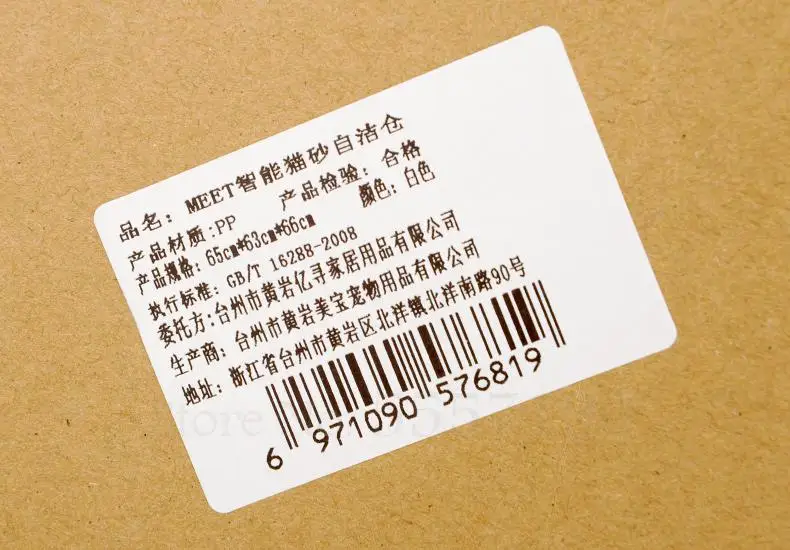 品名：MEET智能猫砂自洁仓
产品材质:PP 产品检验：合格
产品规格：65cm*63cm*66cm 颜色：白色
执行标准：GB/T 16288-2008
委托方:台州市黄岩亿寻家居用品有限公司
生产商：台州市黄岩美宝宠物用品有限公司
地址：浙江省台州市黄岩区北洋镇北洋南路90号
6 971090 576819
Store